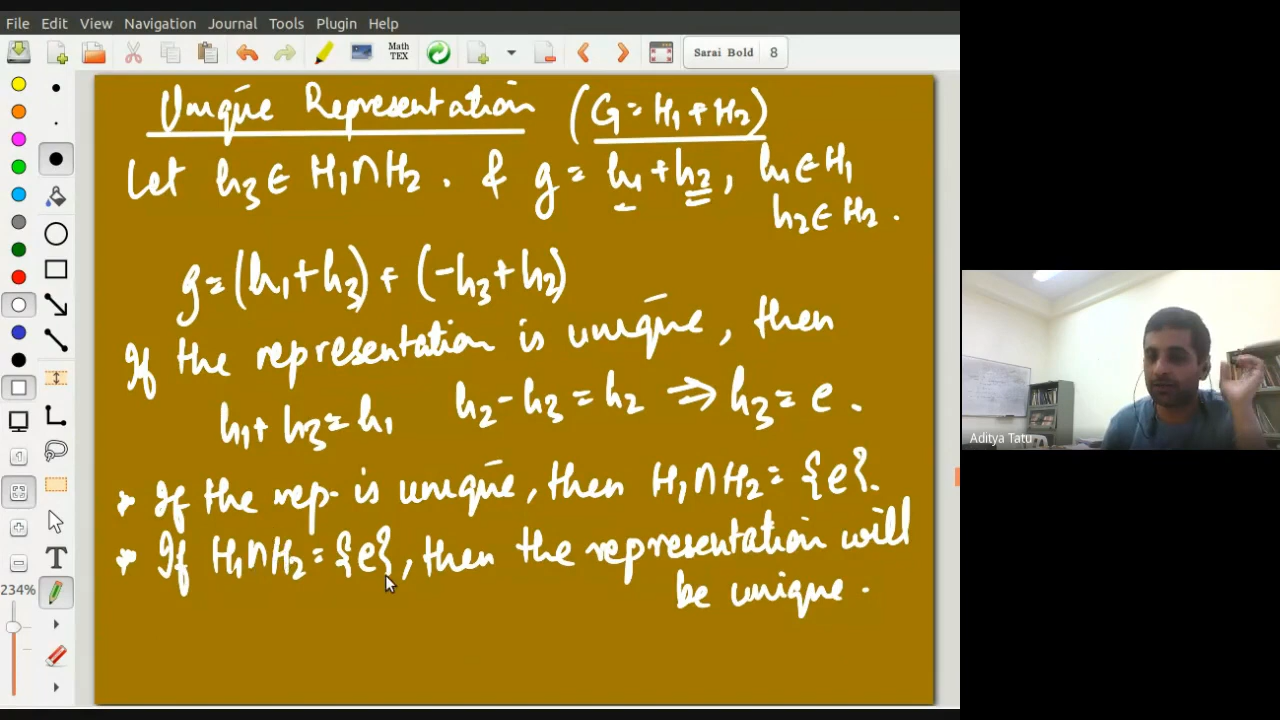 File Edit View Navigation Journal Tools Plugin Help
Math TEX Sarai Bold 8
Unique Representation (G = H₁ + H₂)
Let h₃ ∈ H₁∩H₂. & g = h₁ + h₂, h₁ ∈ H₁
h₂ ∈ H₂.
g = (h₁ + h₃) + (-h₃ + h₂)
If the representation is unique, then
h₁ + h₃ = h₁ h₂ - h₃ = h₂ ⇒ h₃ = e.
* If the rep. is unique, then H₁∩H₂ = {e}.
* If H₁∩H₂ = {e}, then the representation will
be unique.
234%
Aditya Tatu